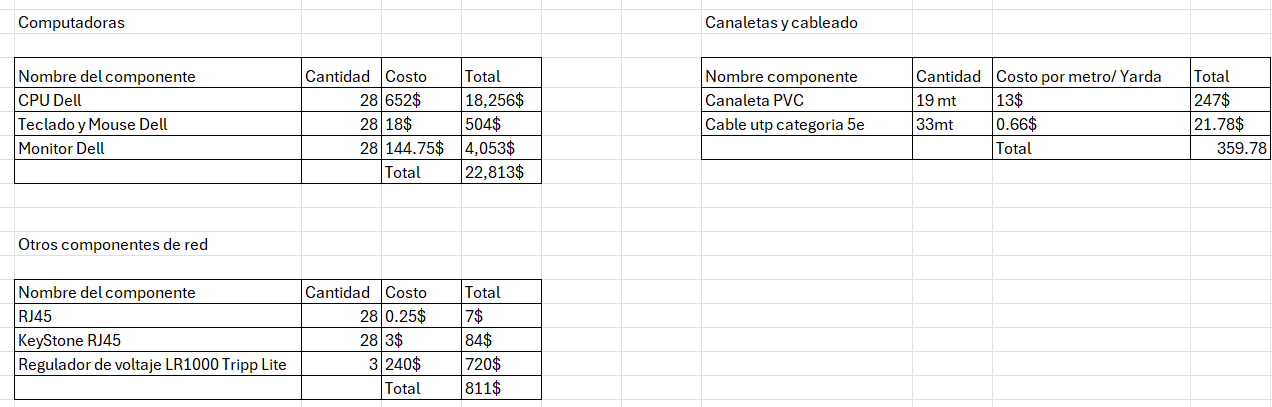 Computadoras
Nombre del componente Cantidad Costo Total
CPU Dell 28 652$ 18,256$
Teclado y Mouse Dell 28 18$ 504$
Monitor Dell 28 144.75$ 4,053$
Total 22,813$
Canaletas y cableado
Nombre componente Cantidad Costo por metro/ Yarda Total
Canaleta PVC 19 mt 13$ 247$
Cable utp categoria 5e 33mt 0.66$ 21.78$
Total 359.78
Otros componentes de red
Nombre del componente Cantidad Costo Total
RJ45 28 0.25$ 7$
KeyStone RJ45 28 3$ 84$
Regulador de voltaje LR1000 Tripp Lite 3 240$ 720$
Total 811$